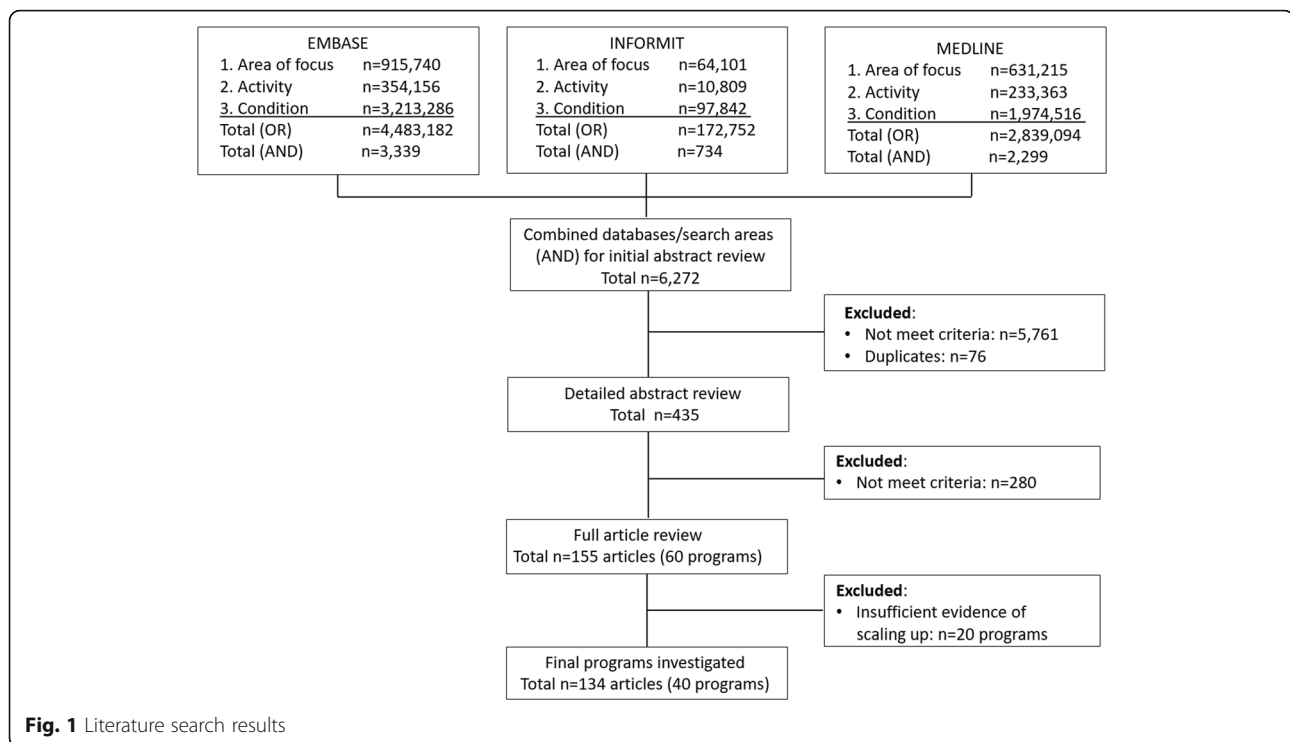 EMBASE
1. Area of focus n=915,740
2. Activity n=354,156
3. Condition n=3,213,286
Total (OR) n=4,483,182
Total (AND) n=3,339
INFORMIT
1. Area of focus n=64,101
2. Activity n=10,809
3. Condition n=97,842
Total (OR) n=172,752
Total (AND) n=734
MEDLINE
1. Area of focus n=631,215
2. Activity n=233,363
3. Condition n=1,974,516
Total (OR) n=2,839,094
Total (AND) n=2,299
Combined databases/search areas
(AND) for initial abstract review
Total n=6,272
Excluded:
• Not meet criteria: n=5,761
• Duplicates: n=76
Detailed abstract review
Total n=435
Excluded:
• Not meet criteria: n=280
Full article review
Total n=155 articles (60 programs)
Excluded:
• Insufficient evidence of
scaling up: n=20 programs
Final programs investigated
Total n=134 articles (40 programs)
Fig. 1 Literature search results